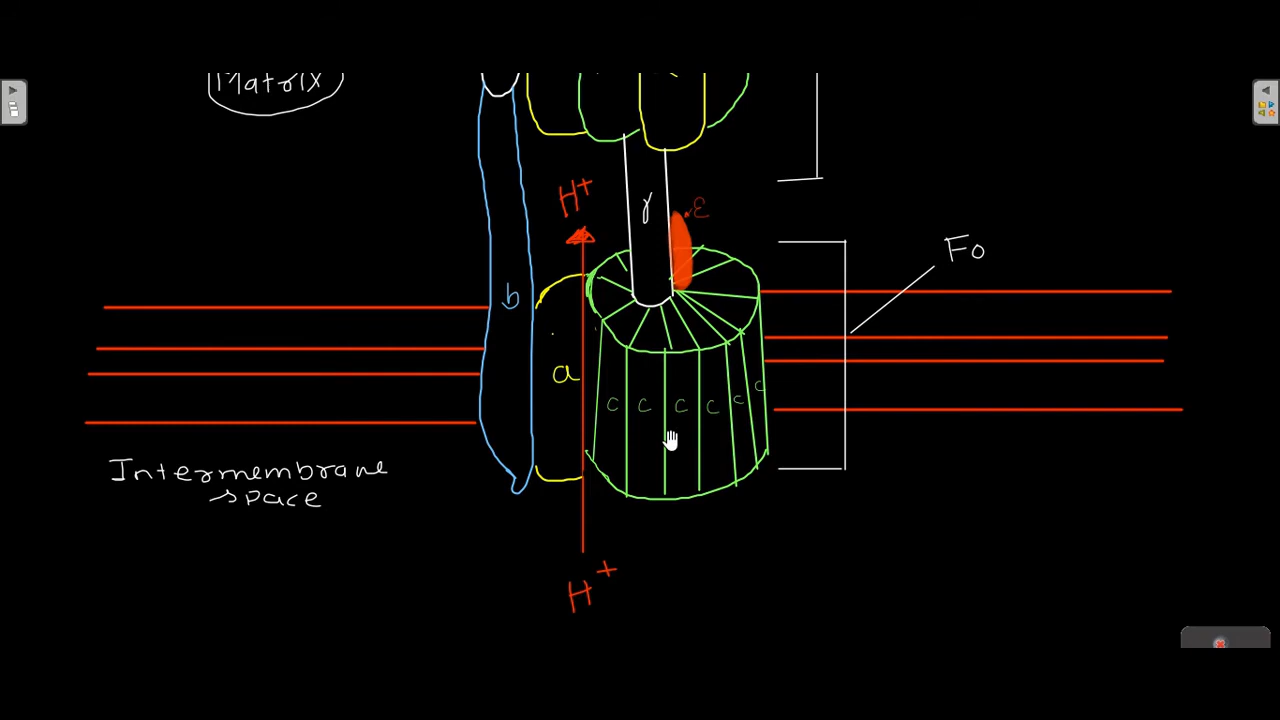 Matrix
H+
γ
ε
Fo
b
a
c c c c c c
Intermembrane
space
H+